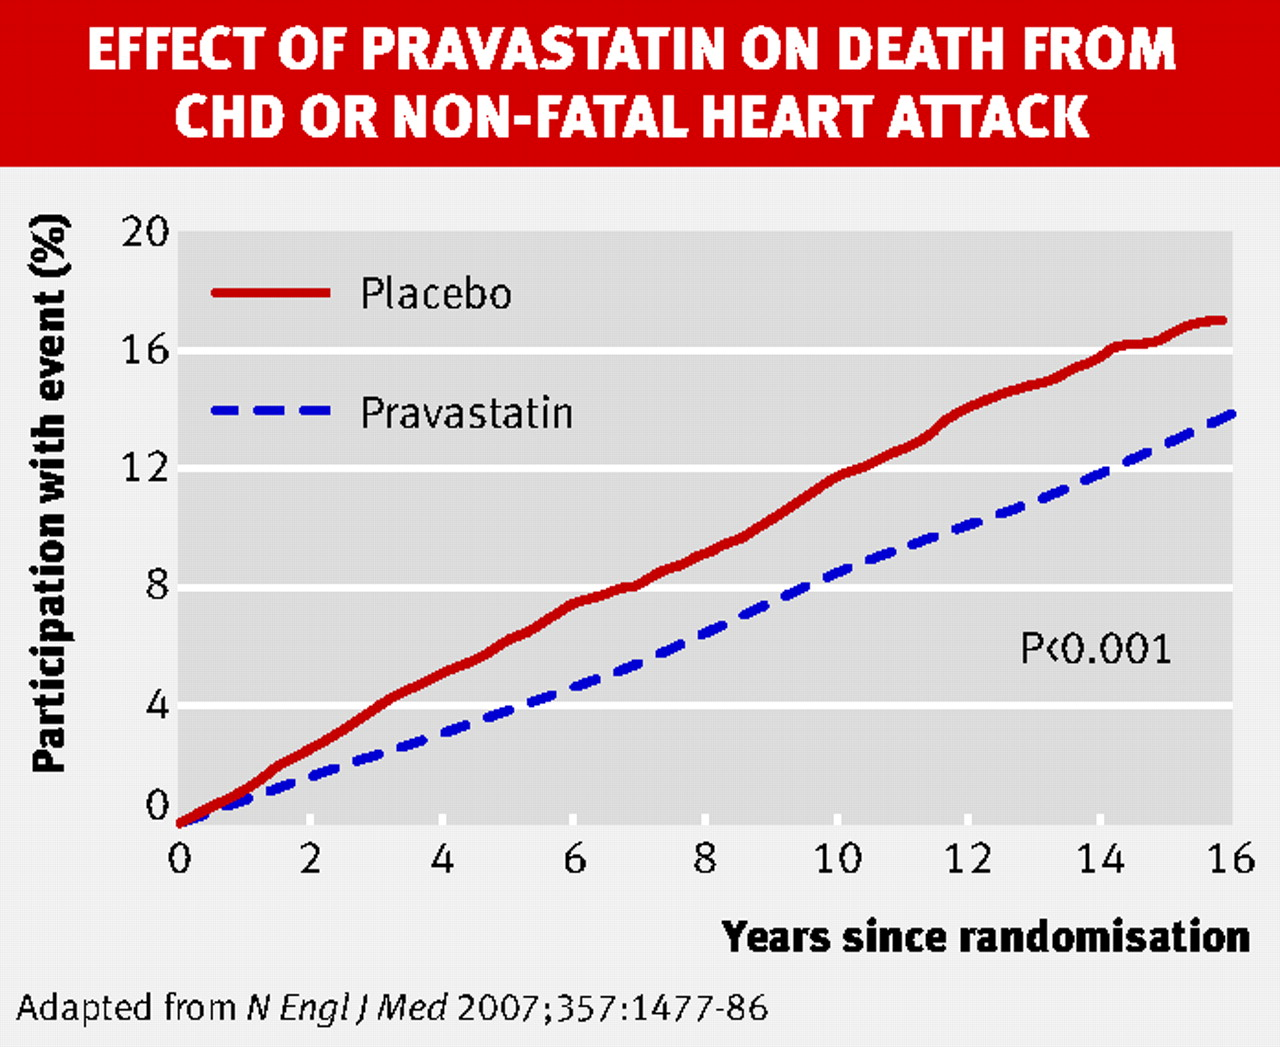 EFFECT OF PRAVASTATIN ON DEATH FROM
CHD OR NON-FATAL HEART ATTACK
Participation with event (%)
20
16
12
8
4
0
Placebo
Pravastatin
P<0.001
0 2 4 6 8 10 12 14 16
Years since randomisation
Adapted from N Engl J Med 2007;357:1477-86